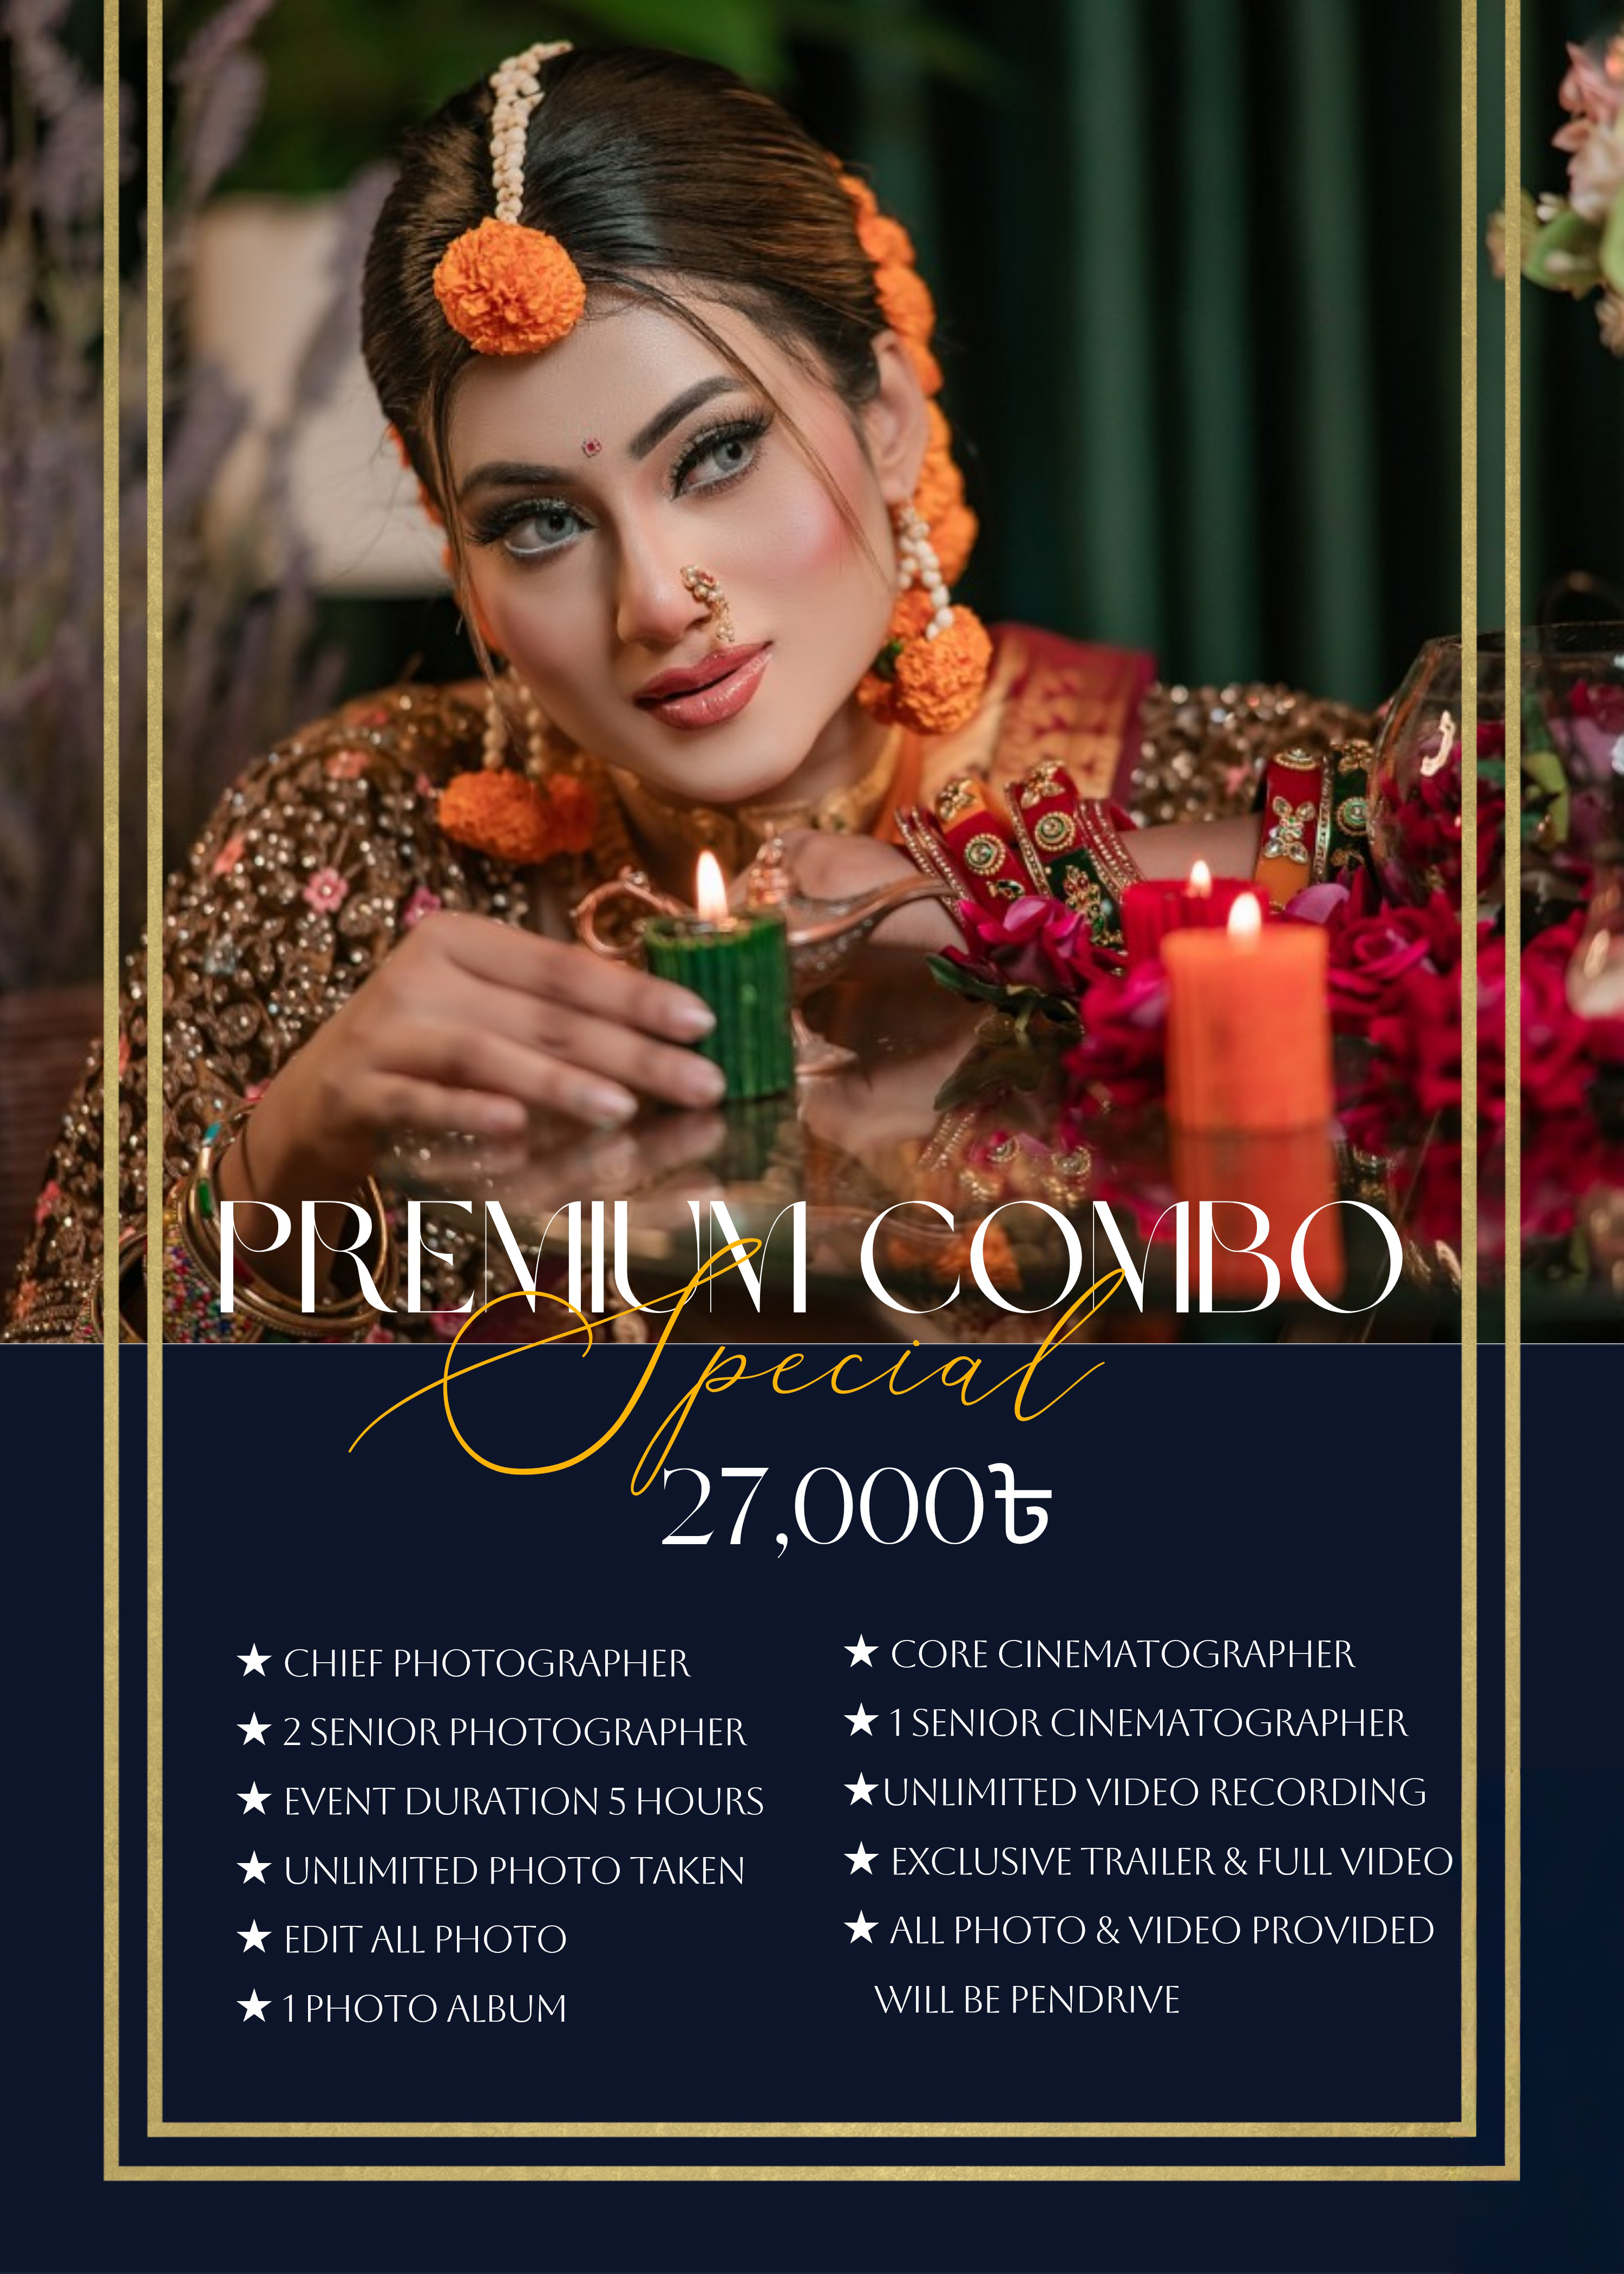 PREMIUM COMBO
Special
27,000৳
★ CHIEF PHOTOGRAPHER
★ 2 SENIOR PHOTOGRAPHER
★ EVENT DURATION 5 HOURS
★ UNLIMITED PHOTO TAKEN
★ EDIT ALL PHOTO
★ 1 PHOTO ALBUM
★ CORE CINEMATOGRAPHER
★ 1 SENIOR CINEMATOGRAPHER
★UNLIMITED VIDEO RECORDING
★ EXCLUSIVE TRAILER & FULL VIDEO
★ ALL PHOTO & VIDEO PROVIDED
WILL BE PENDRIVE